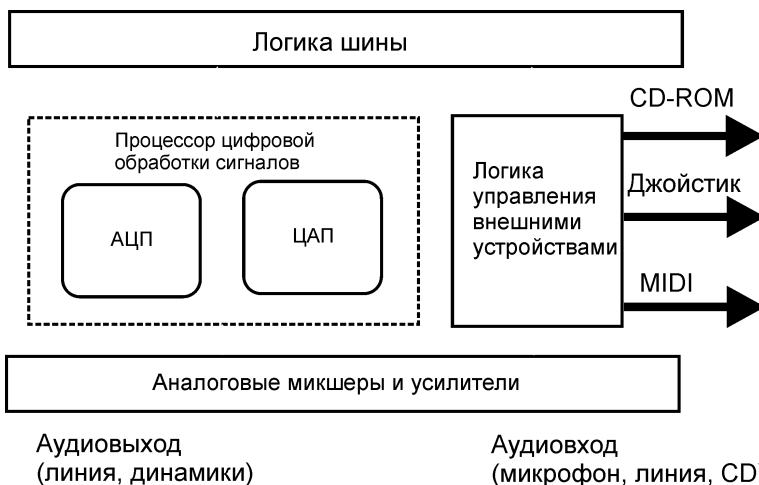 Логика шины
CD-ROM
Процессор цифровой
обработки сигналов
Логика
управления
внешними
устройствами
Джойстик
АЦП
ЦАП
MIDI
Аналоговые микшеры и усилители
Аудиовыход
(линия, динамики)
Аудиовход
(микрофон, линия, CD